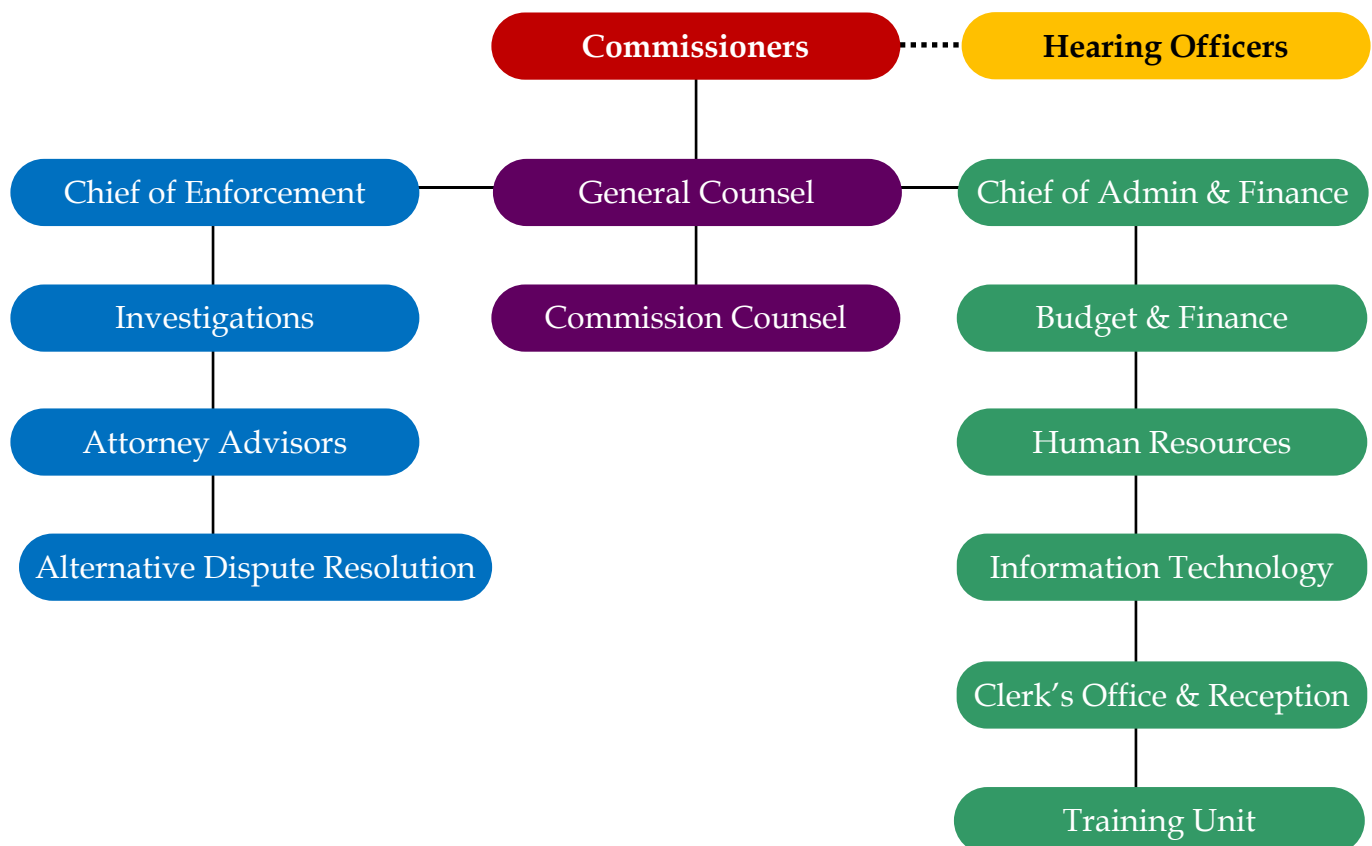 Commissioners
Hearing Officers
Chief of Enforcement
General Counsel
Chief of Admin & Finance
Investigations
Commission Counsel
Budget & Finance
Attorney Advisors
Human Resources
Alternative Dispute Resolution
Information Technology
Clerk’s Office & Reception
Training Unit